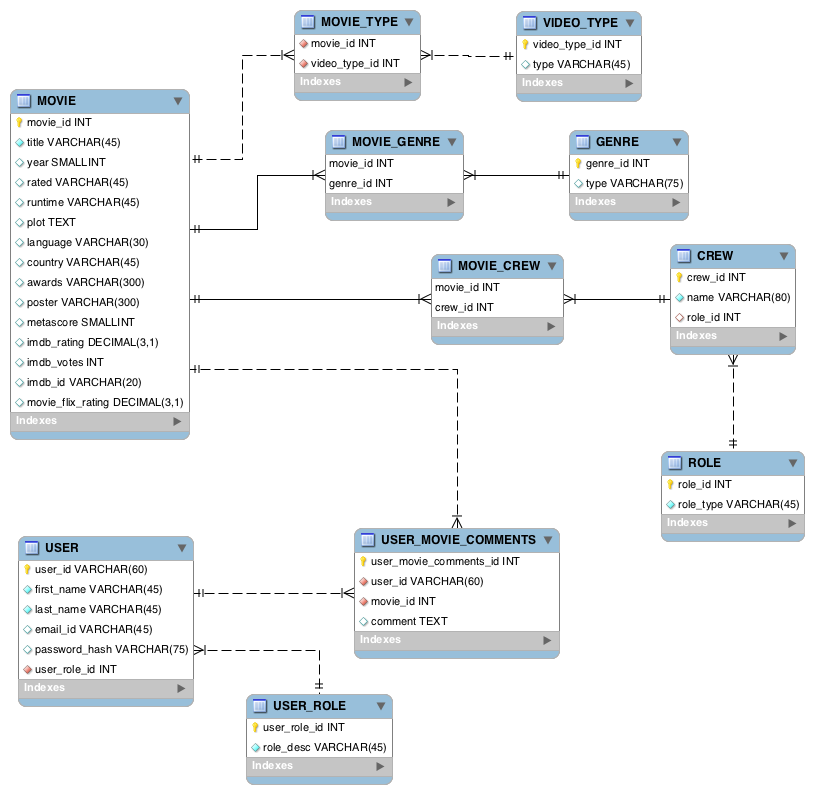 MOVIE_TYPE
movie_id INT
video_type_id INT
Indexes
VIDEO_TYPE
video_type_id INT
type VARCHAR(45)
Indexes
MOVIE
movie_id INT
title VARCHAR(45)
year SMALLINT
rated VARCHAR(45)
runtime VARCHAR(45)
plot TEXT
language VARCHAR(30)
country VARCHAR(45)
awards VARCHAR(300)
poster VARCHAR(300)
metascore SMALLINT
imdb_rating DECIMAL(3,1)
imdb_votes INT
imdb_id VARCHAR(20)
movie_flix_rating DECIMAL(3,1)
Indexes
MOVIE_GENRE
movie_id INT
genre_id INT
Indexes
GENRE
genre_id INT
type VARCHAR(75)
Indexes
MOVIE_CREW
movie_id INT
crew_id INT
Indexes
CREW
crew_id INT
name VARCHAR(80)
role_id INT
Indexes
ROLE
role_id INT
role_type VARCHAR(45)
Indexes
USER
user_id VARCHAR(60)
first_name VARCHAR(45)
last_name VARCHAR(45)
email_id VARCHAR(45)
password_hash VARCHAR(75)
user_role_id INT
Indexes
USER_MOVIE_COMMENTS
user_movie_comments_id INT
user_id VARCHAR(60)
movie_id INT
comment TEXT
Indexes
USER_ROLE
user_role_id INT
role_desc VARCHAR(45)
Indexes